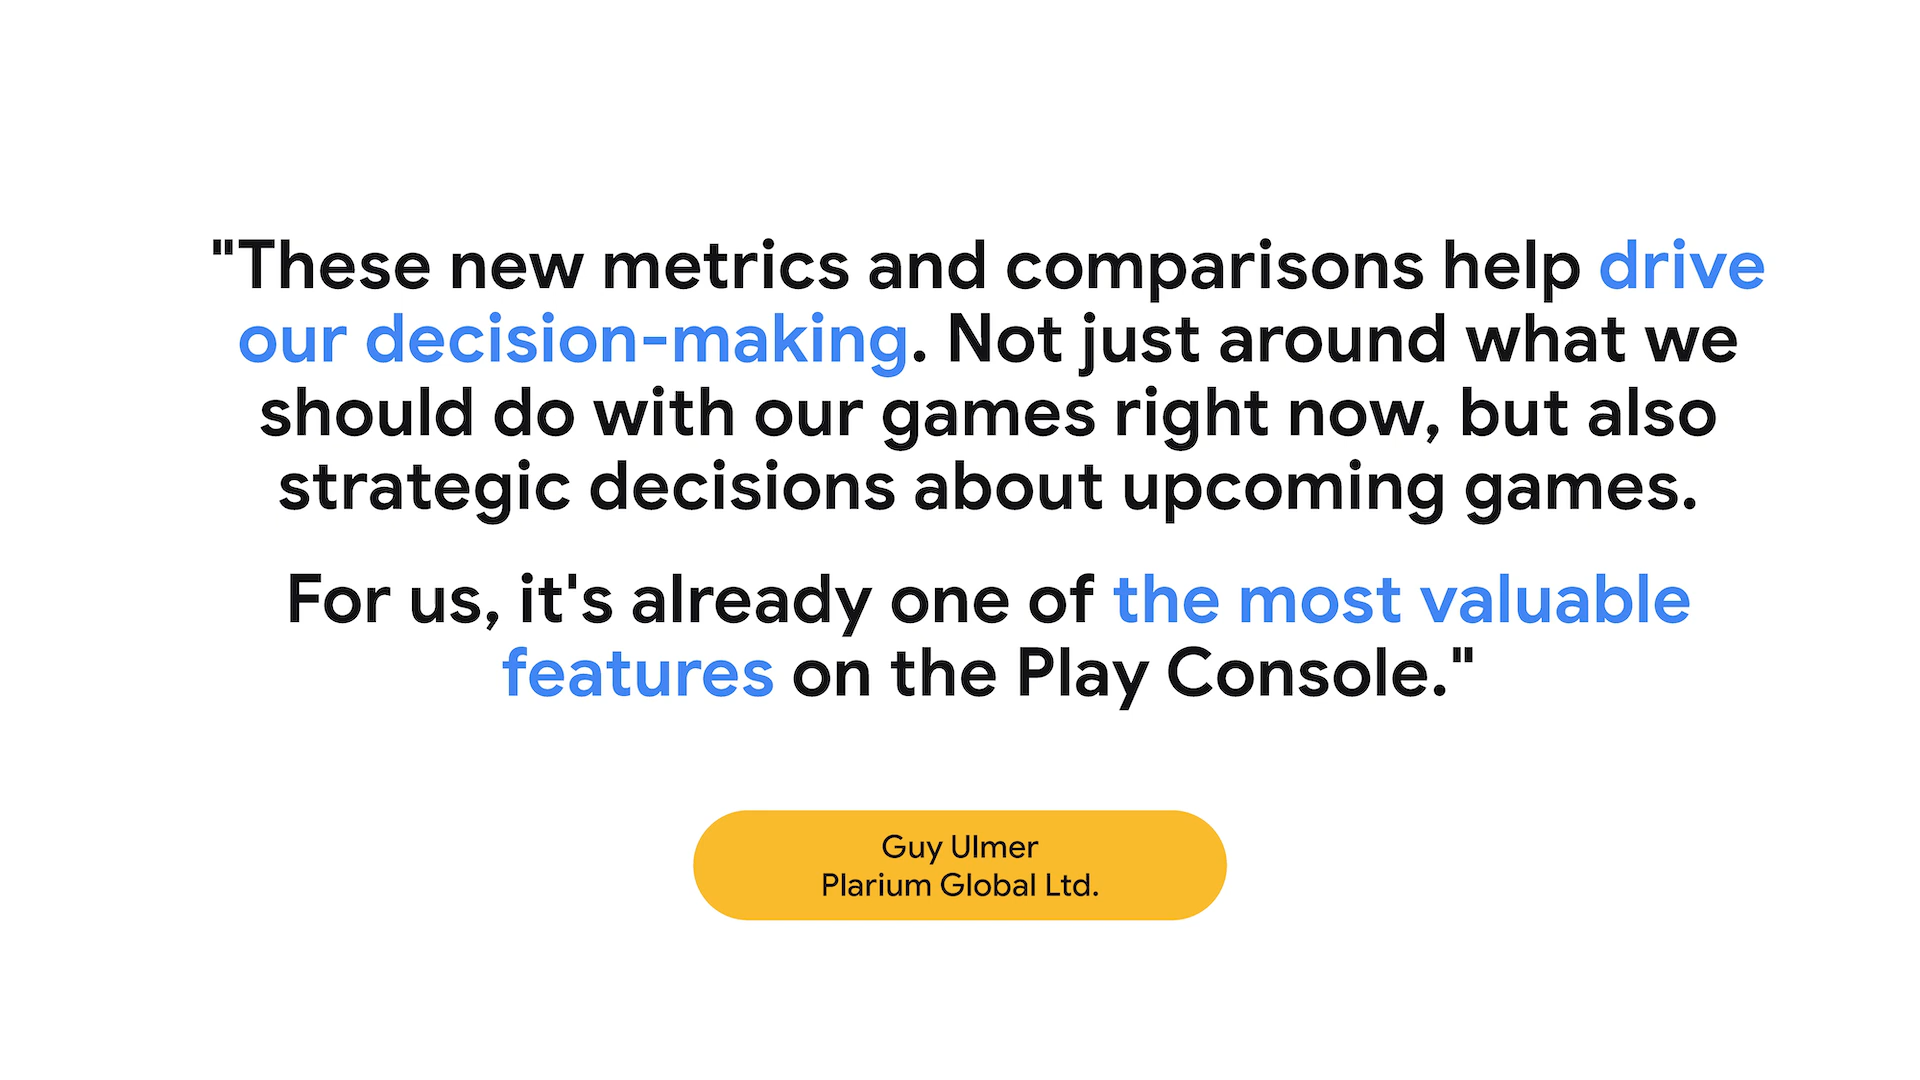 "These new metrics and comparisons help drive
our decision-making. Not just around what we
should do with our games right now, but also
strategic decisions about upcoming games.
For us, it's already one of the most valuable
features on the Play Console."
Guy Ulmer
Plarium Global Ltd.